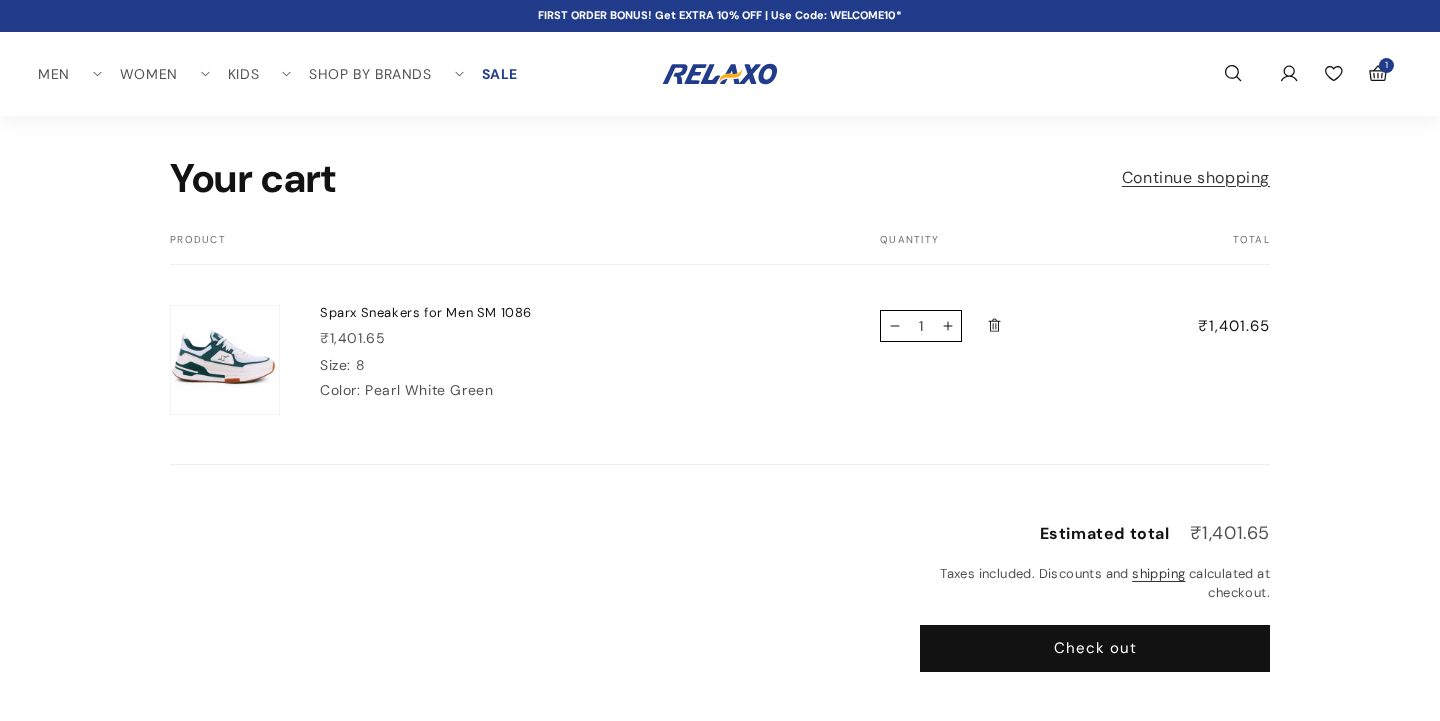 FIRST ORDER BONUS! Get EXTRA 10% OFF | Use Code: WELCOME10*
MEN WOMEN KIDS SHOP BY BRANDS SALE RELAXO 1
Your cart Continue shopping
PRODUCT QUANTITY TOTAL
Sparx Sneakers for Men SM 1086
₹1,401.65
Size: 8
Color: Pearl White Green
1 ₹1,401.65
Estimated total ₹1,401.65
Taxes included. Discounts and shipping calculated at
checkout.
Check out